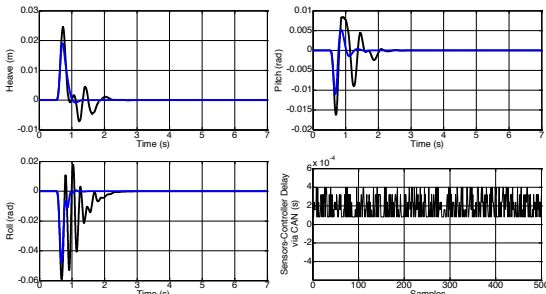 0.03
0.02
0.01
0
-0.01
Heave (m)
0 1 2 3 4 5 6 7
Time (s)
0.01
0.005
0
-0.005
-0.01
-0.015
-0.02
Pitch (rad)
0 1 2 3 4 5 6 7
Time (s)
0.02
0
-0.02
-0.04
-0.06
Roll (rad)
0 1 2 3 4 5 6 7
Time (s)
6 x 10-4
4
2
0
-2
-4
Sensors-Controller Delay
via CAN (s)
0 100 200 300 400 500
Samples